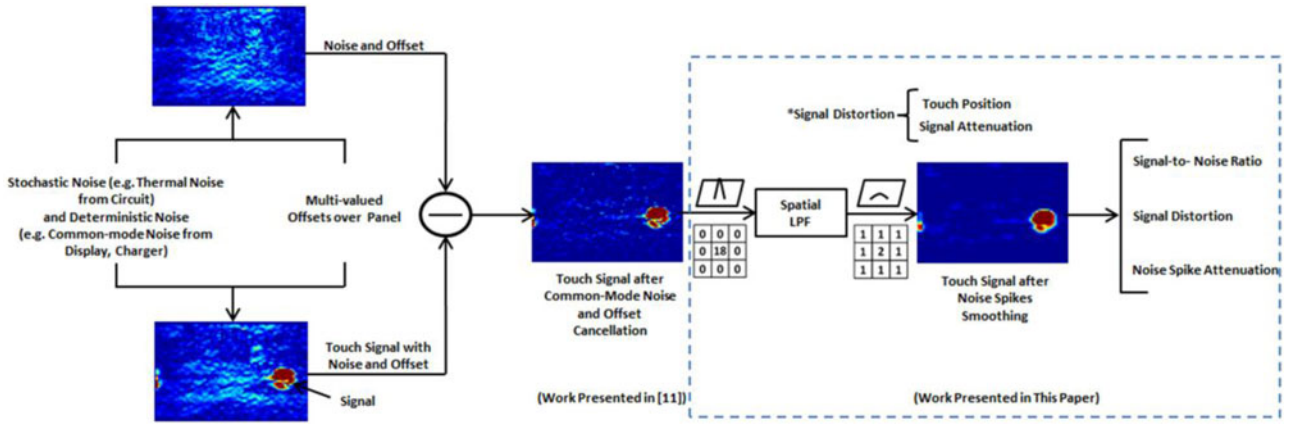 Noise and Offset
Stochastic Noise (e.g. Thermal Noise
from Circuit)
and Deterministic Noise
(e.g. Common-mode Noise from
Display, Charger)
Multi-valued
Offsets over Panel
Touch Signal with
Noise and Offset
Signal
Touch Signal after
Common-Mode Noise
and Offset
Cancellation
(Work Presented in [11])
*Signal Distortion
Touch Position
Signal Attenuation
0 0 0
0 18 0
0 0 0
Spatial
LPF
1 1 1
1 2 1
1 1 1
Touch Signal after
Noise Spikes
Smoothing
Signal-to- Noise Ratio
Signal Distortion
Noise Spike Attenuation
(Work Presented in This Paper)